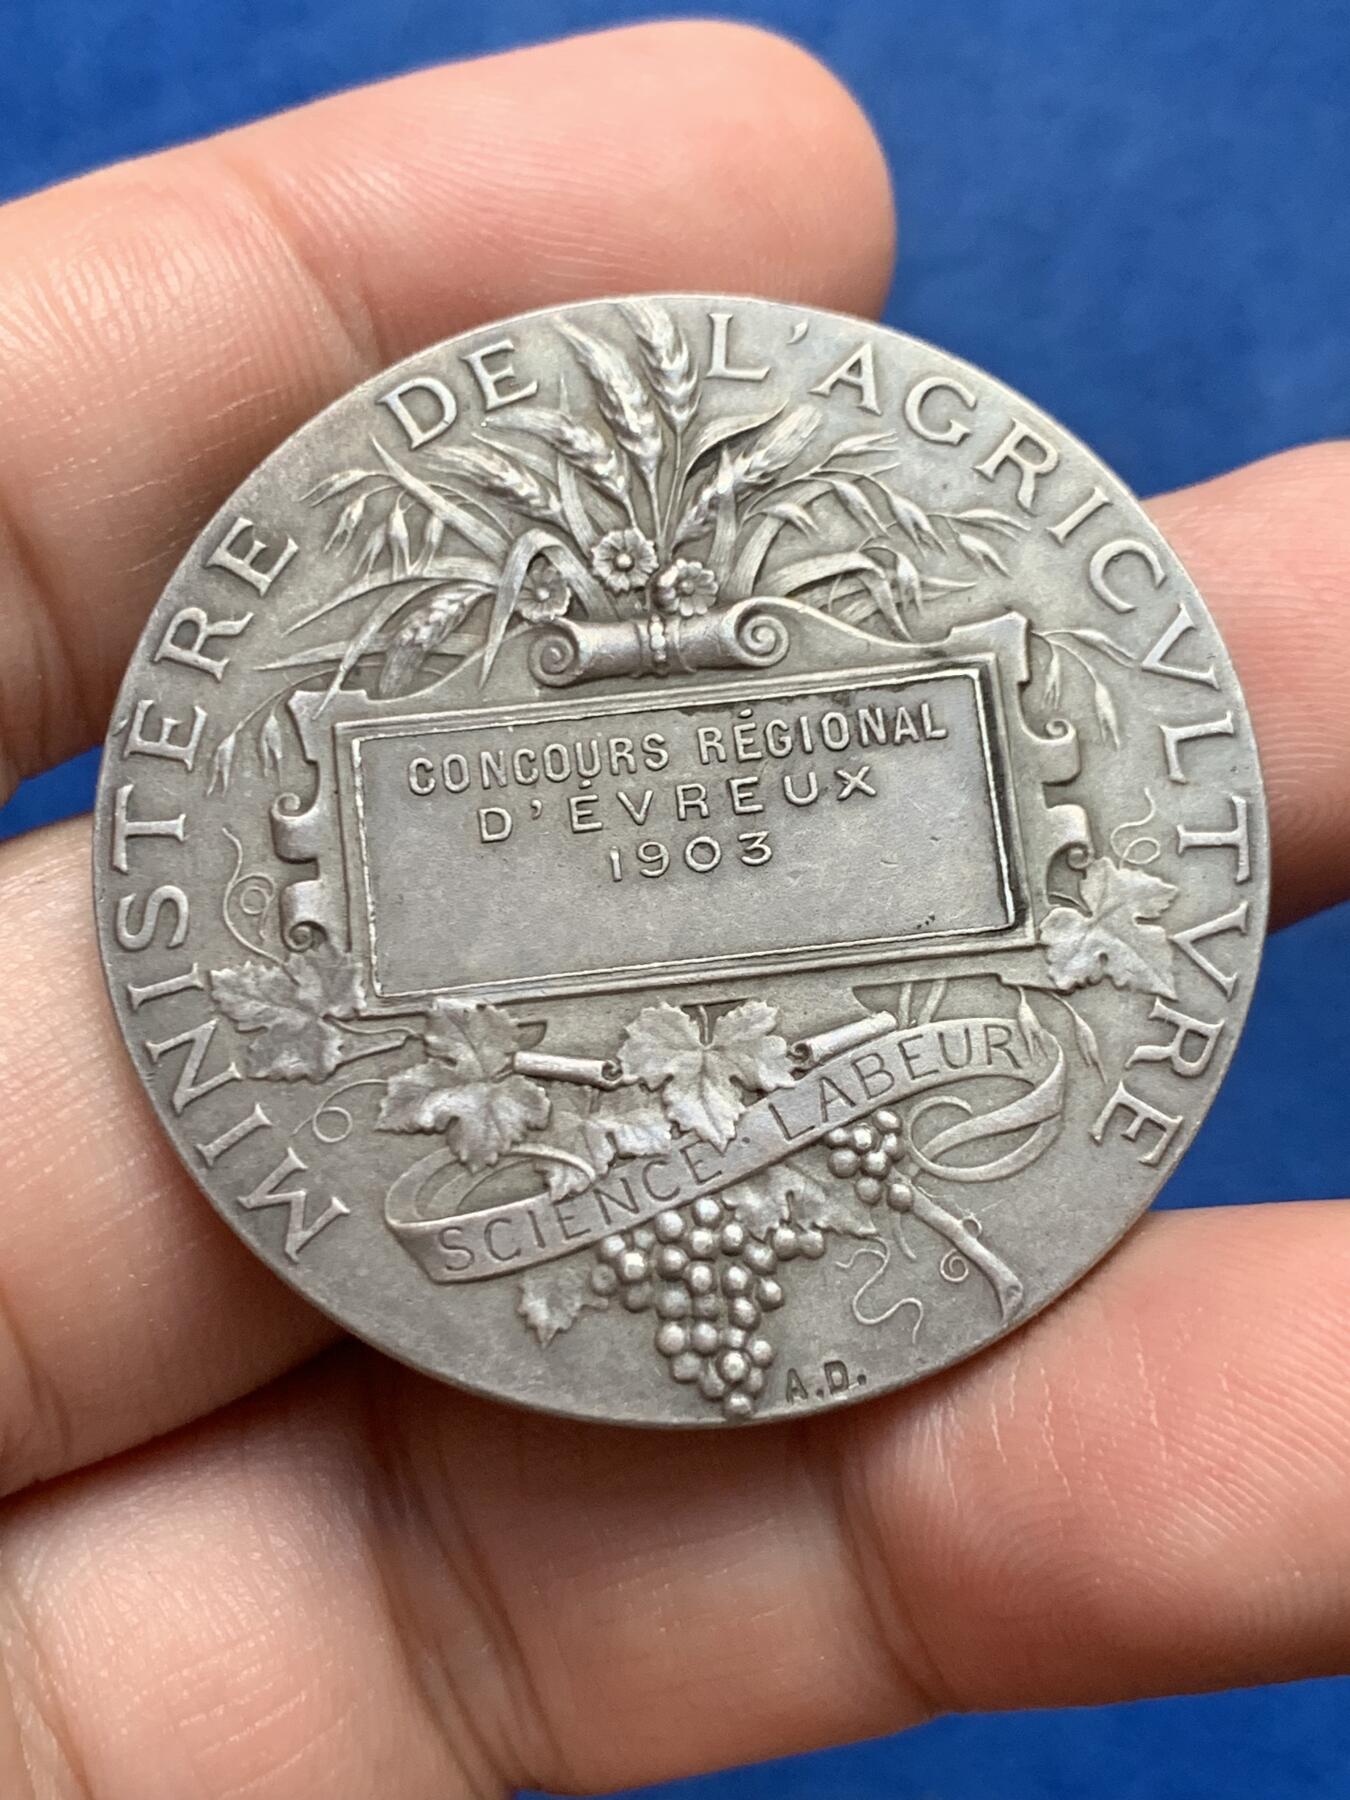 MINISTÈRE DE L'AGRICVLTVRE
CONCOURS RÉGIONAL
D'ÉVREUX
1903
SCIENCE · LABEUR
A.D.